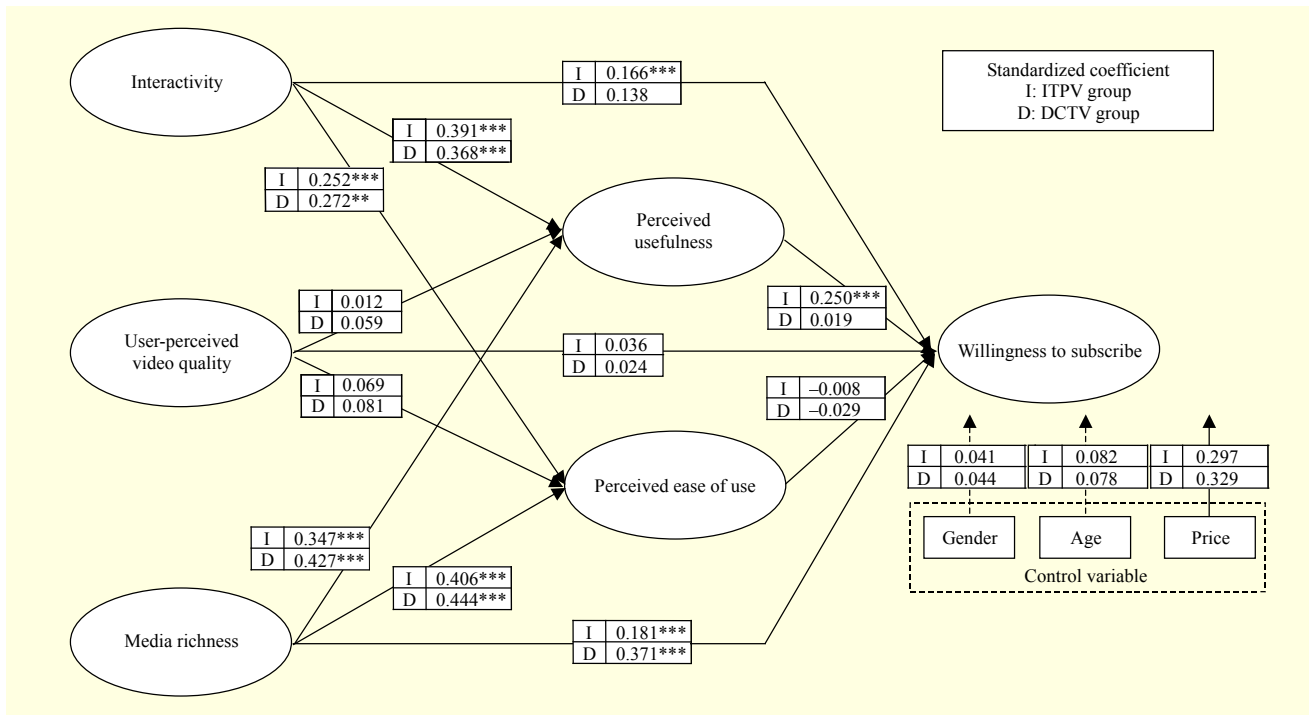 Interactivity
I 0.166***
D 0.138
Standardized coefficient
I: ITPV group
D: DCTV group
I 0.391***
D 0.368***
I 0.252***
D 0.272**
Perceived
usefulness
I 0.012
D 0.059
I 0.250***
D 0.019
User-perceived
video quality
I 0.036
D 0.024
Willingness to subscribe
I 0.069
D 0.081
I –0.008
D –0.029
I 0.041
D 0.044
I 0.082
D 0.078
I 0.297
D 0.329
Perceived ease of use
I 0.347***
D 0.427***
Gender
Age
Price
Control variable
I 0.406***
D 0.444***
Media richness
I 0.181***
D 0.371***